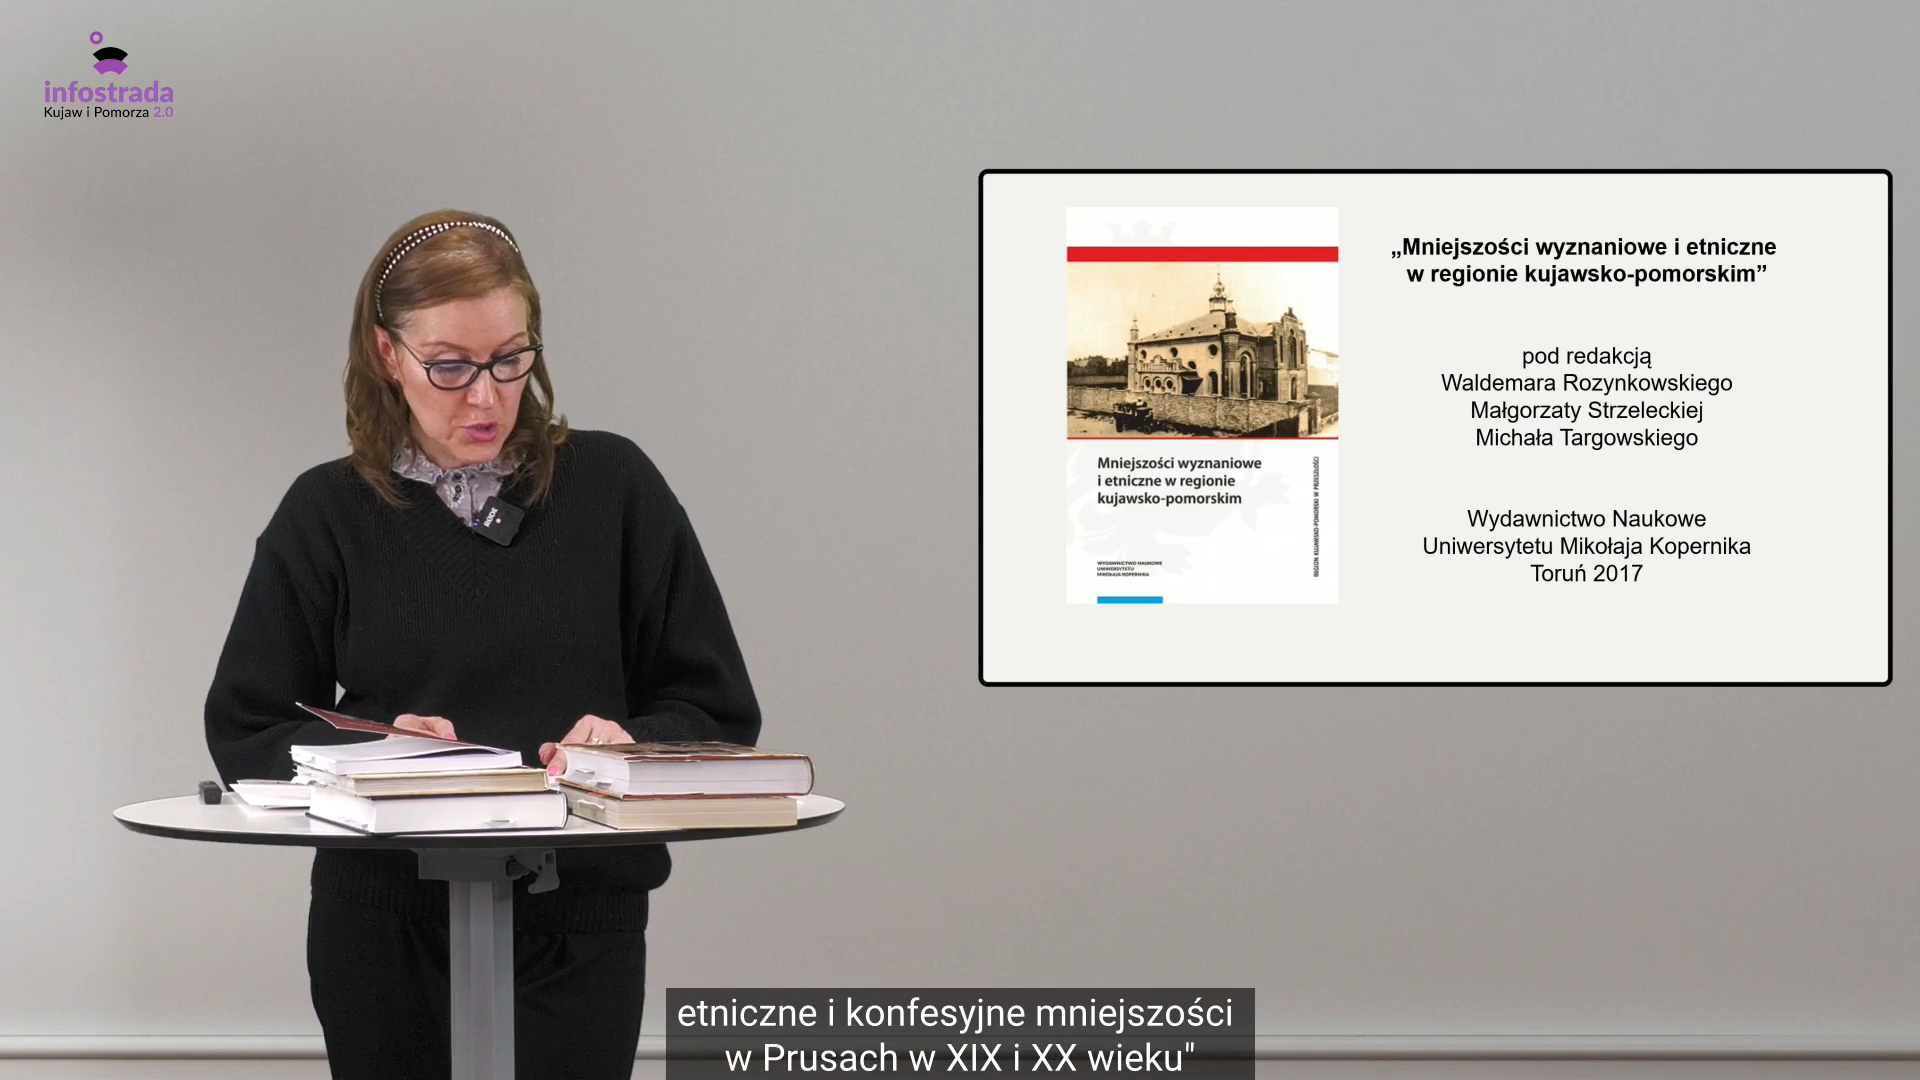 infostrada
Kujaw i Pomorza 2.0
„Mniejszości wyznaniowe i etniczne
w regionie kujawsko-pomorskim”
pod redakcją
Waldemara Rozynkowskiego
Małgorzaty Strzeleckiej
Michała Targowskiego
Wydawnictwo Naukowe
Uniwersytetu Mikołaja Kopernika
Toruń 2017
Mniejszości wyznaniowe
i etniczne w regionie
kujawsko-pomorskim
REGION KUJAWSKO-POMORSKI W PRZESZŁOŚCI
WYDAWNICTWO NAUKOWE
UNIWERSYTETU
MIKOŁAJA KOPERNIKA
RØDE
etniczne i konfesyjne mniejszości
w Prusach w XIX i XX wieku"